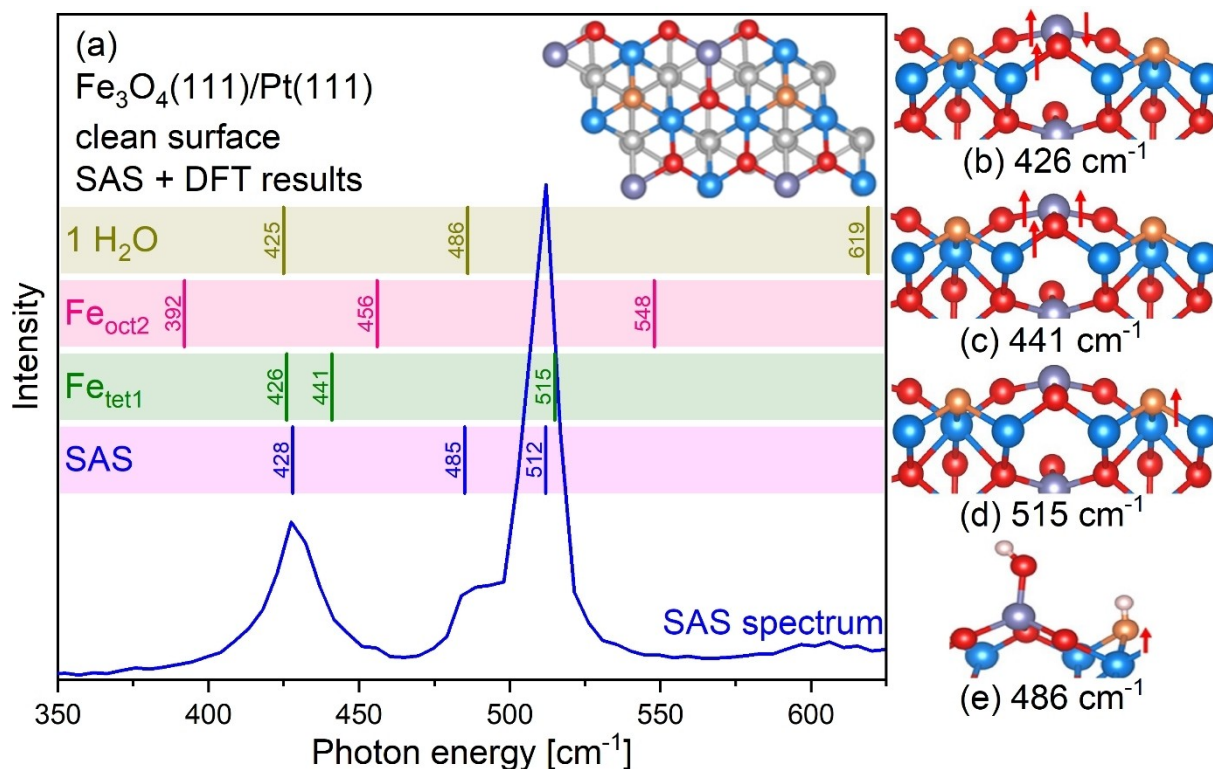 (a)
Fe₃O₄(111)/Pt(111)
clean surface
SAS + DFT results
1 H₂O
425
486
619
Fe_oct2
392
456
548
Fe_tet1
426
441
515
SAS
428
485
512
SAS spectrum
Intensity
350
400
450
500
550
600
Photon energy [cm⁻¹]
(b) 426 cm⁻¹
(c) 441 cm⁻¹
(d) 515 cm⁻¹
(e) 486 cm⁻¹